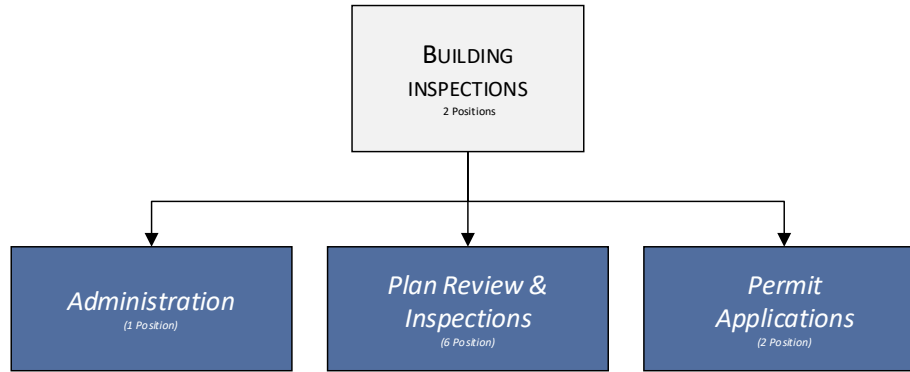 BUILDING
INSPECTIONS
2 Positions
Administration
(1 Position)
Plan Review &
Inspections
(6 Position)
Permit
Applications
(2 Position)